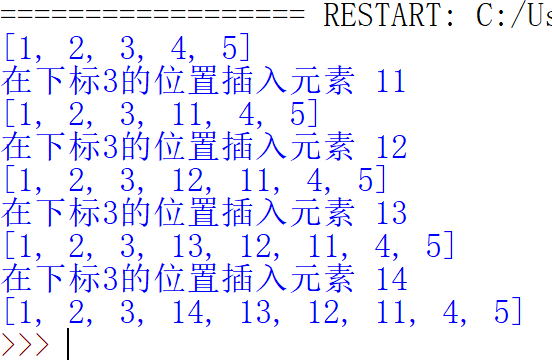 ================== RESTART: C:/Us
[1, 2, 3, 4, 5]
在下标3的位置插入元素 11
[1, 2, 3, 11, 4, 5]
在下标3的位置插入元素 12
[1, 2, 3, 12, 11, 4, 5]
在下标3的位置插入元素 13
[1, 2, 3, 13, 12, 11, 4, 5]
在下标3的位置插入元素 14
[1, 2, 3, 14, 13, 12, 11, 4, 5]
>>>